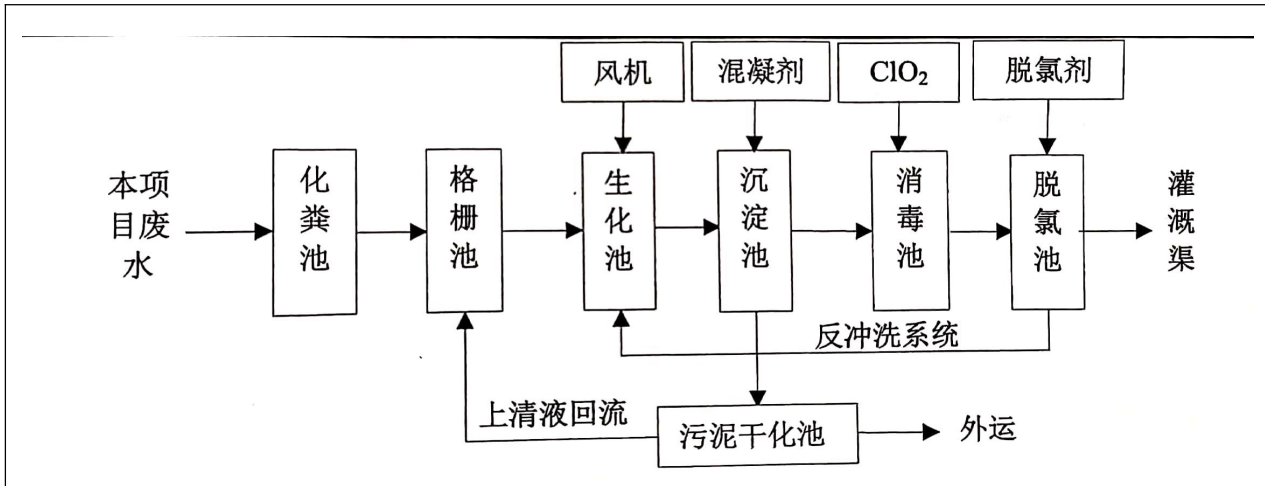 风机
混凝剂
ClO₂
脱氯剂
本项
目废
水
化
粪
池
格
栅
池
生
化
池
沉
淀
池
消
毒
池
脱
氯
池
灌
溉
渠
反冲洗系统
上清液回流
污泥干化池
外运